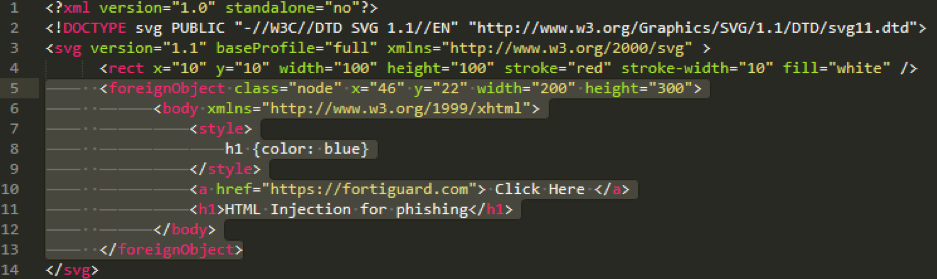 1 <?xml version="1.0" standalone="no"?>
2 <!DOCTYPE svg PUBLIC "-//W3C//DTD SVG 1.1//EN" "http://www.w3.org/Graphics/SVG/1.1/DTD/svg11.dtd">
3 <svg version="1.1" baseProfile="full" xmlns="http://www.w3.org/2000/svg" >
4 <rect x="10" y="10" width="100" height="100" stroke="red" stroke-width="10" fill="white" />
5 <foreignObject class="node" x="46" y="22" width="200" height="300">
6 <body xmlns="http://www.w3.org/1999/xhtml">
7 <style>
8 h1 {color: blue}
9 </style>
10 <a href="https://fortiguard.com"> Click Here </a>
11 <h1>HTML Injection for phishing</h1>
12 </body>
13 </foreignObject>
14 </svg>